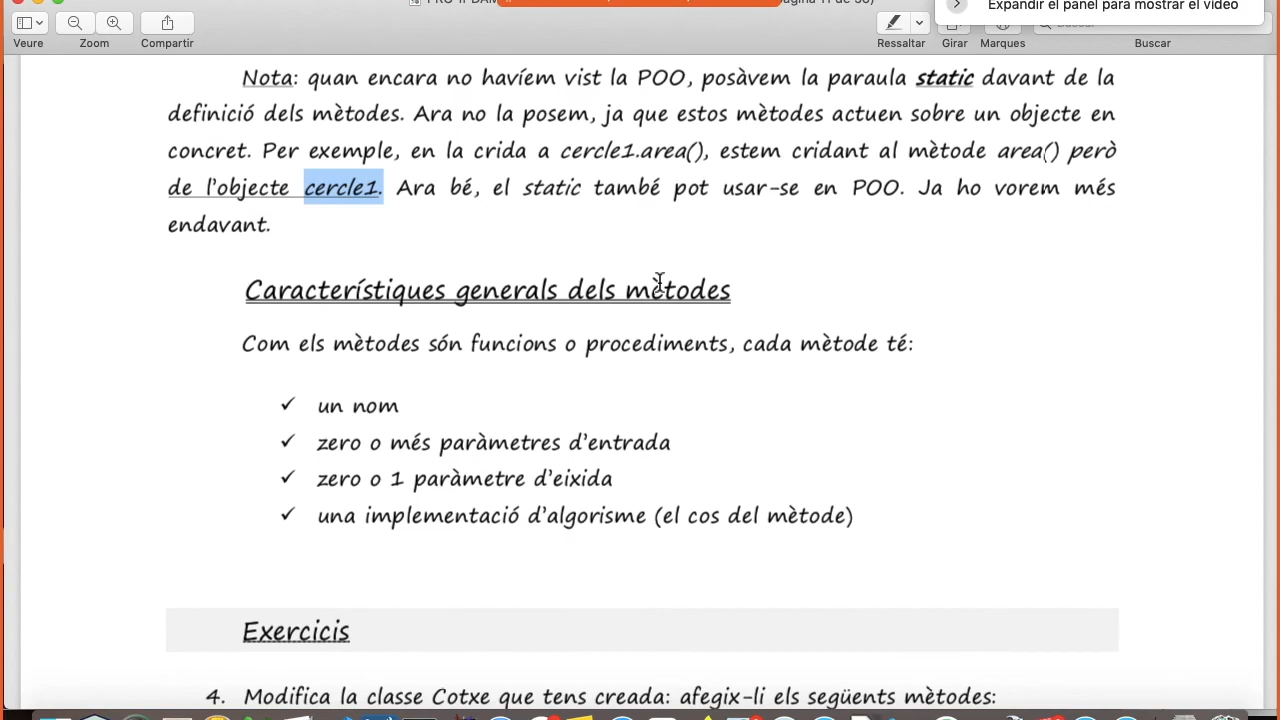 Expandir el panel para mostrar el vídeo
Veure
Zoom
Compartir
Ressaltar
Girar
Marques
Buscar
Nota: quan encara no havíem vist la POO, posàvem la paraula static davant de la
definició dels mètodes. Ara no la posem, ja que estos mètodes actuen sobre un objecte en
concret. Per exemple, en la crida a cercle1.area(), estem cridant al mètode area() però
de l'objecte cercle1. Ara bé, el static també pot usar-se en POO. Ja ho vorem més
endavant.
Característiques generals dels mètodes
Com els mètodes són funcions o procediments, cada mètode té:
✓ un nom
✓ zero o més paràmetres d'entrada
✓ zero o 1 paràmetre d'eixida
✓ una implementació d'algorisme (el cos del mètode)
Exercicis
4. Modifica la classe Cotxe que tens creada: afegix-li els següents mètodes: